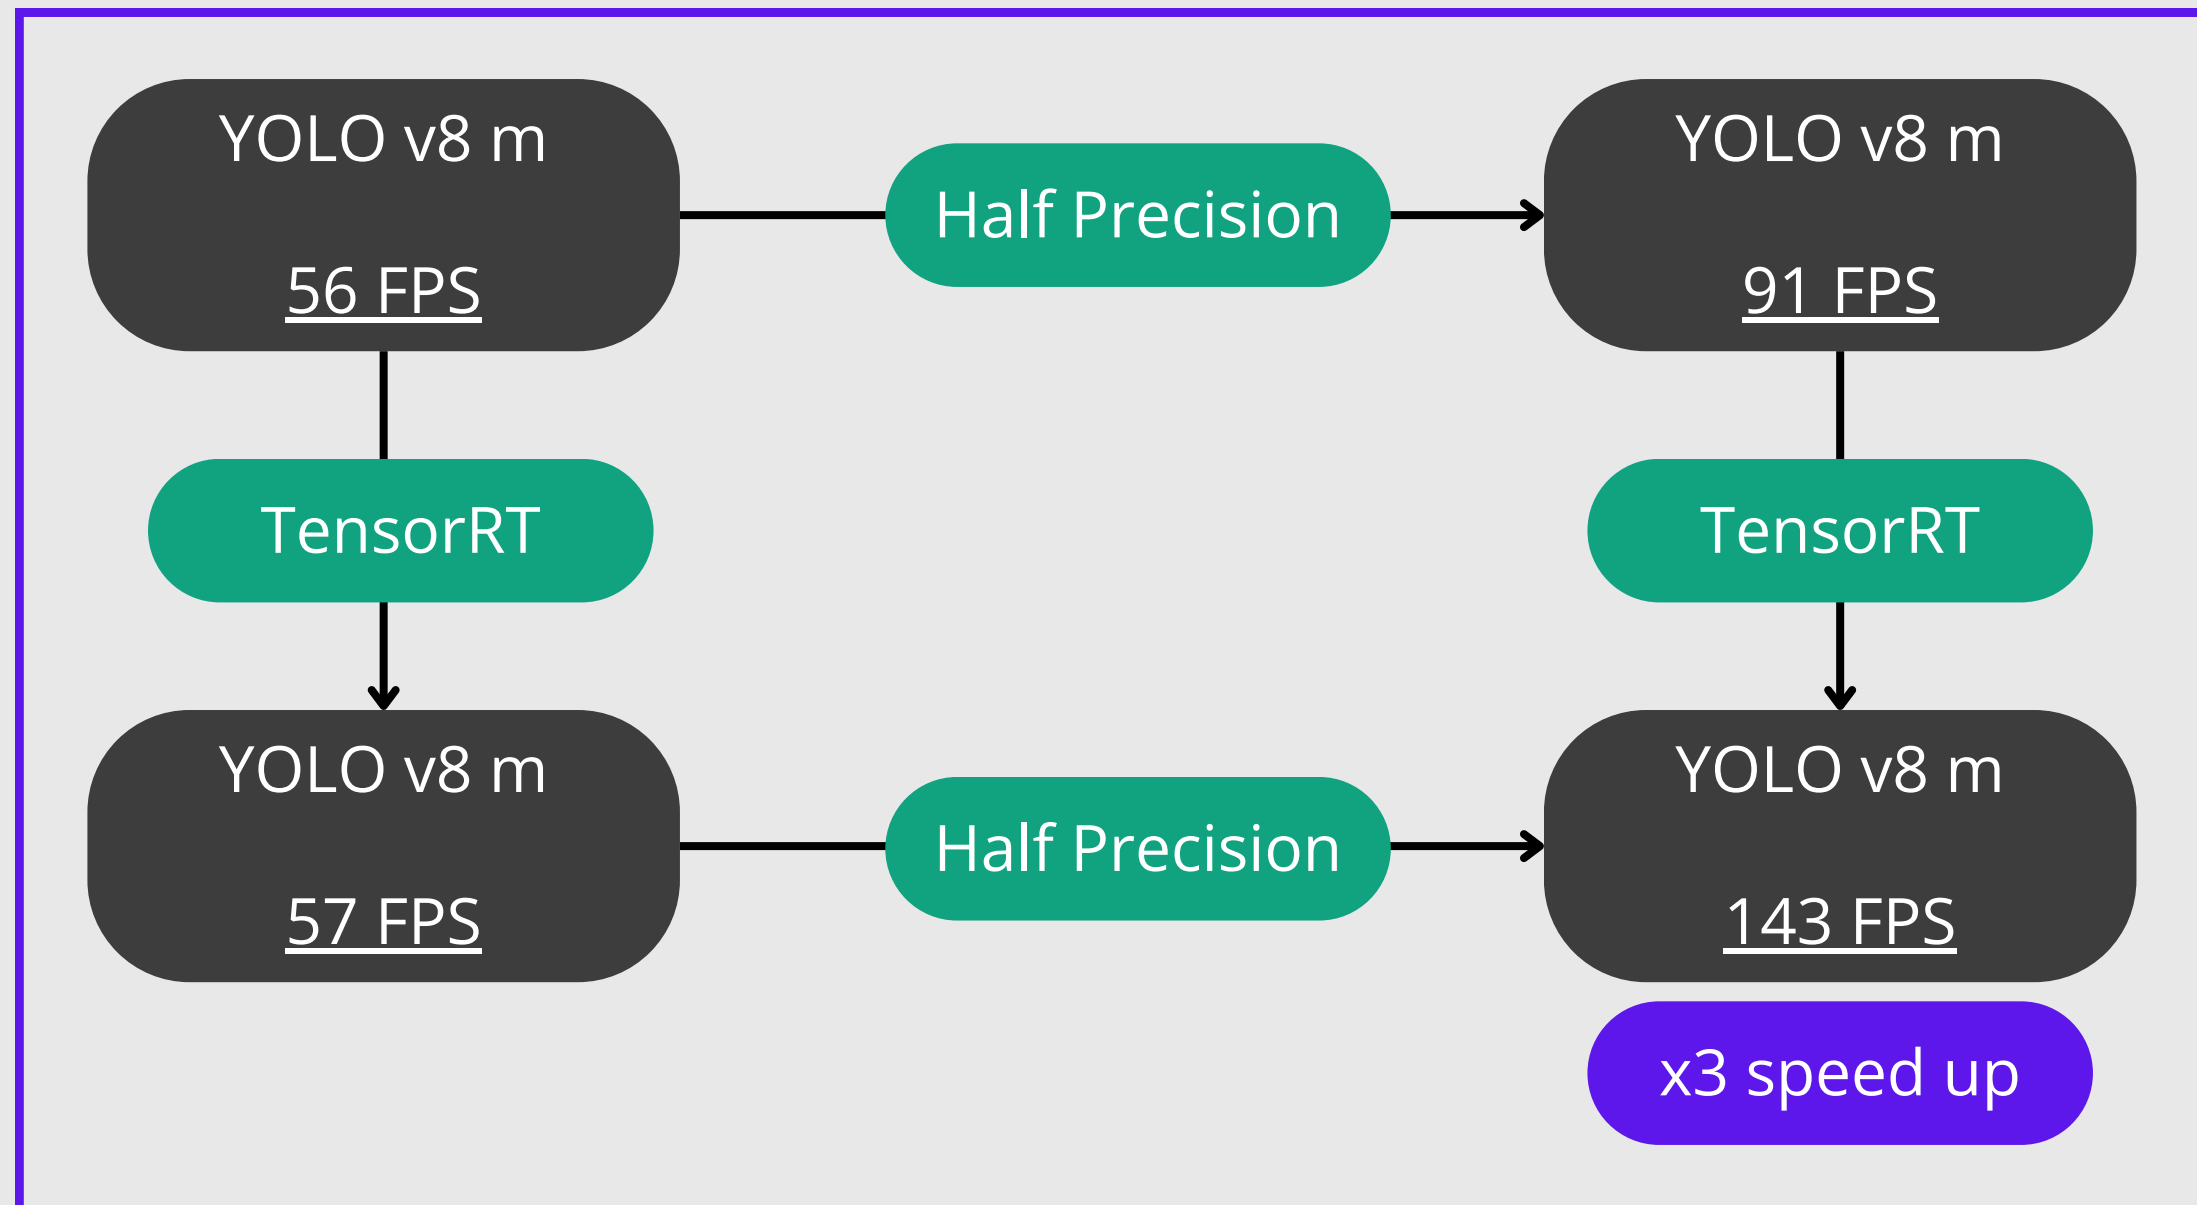 YOLO v8 m
56 FPS
Half Precision
YOLO v8 m
91 FPS
TensorRT
TensorRT
YOLO v8 m
57 FPS
Half Precision
YOLO v8 m
143 FPS
x3 speed up